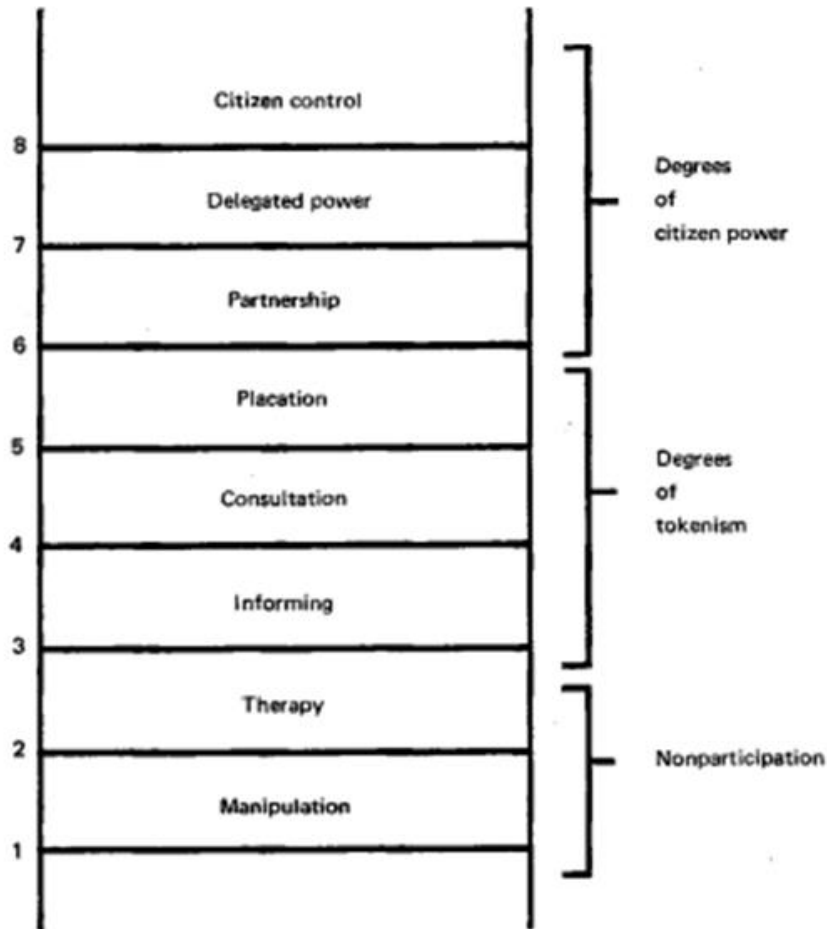 Citizen control
8
Delegated power
7
Partnership
6
Placation
5
Consultation
4
Informing
3
Therapy
2
Manipulation
1
Degrees
of
citizen power
Degrees
of
tokenism
Nonparticipation